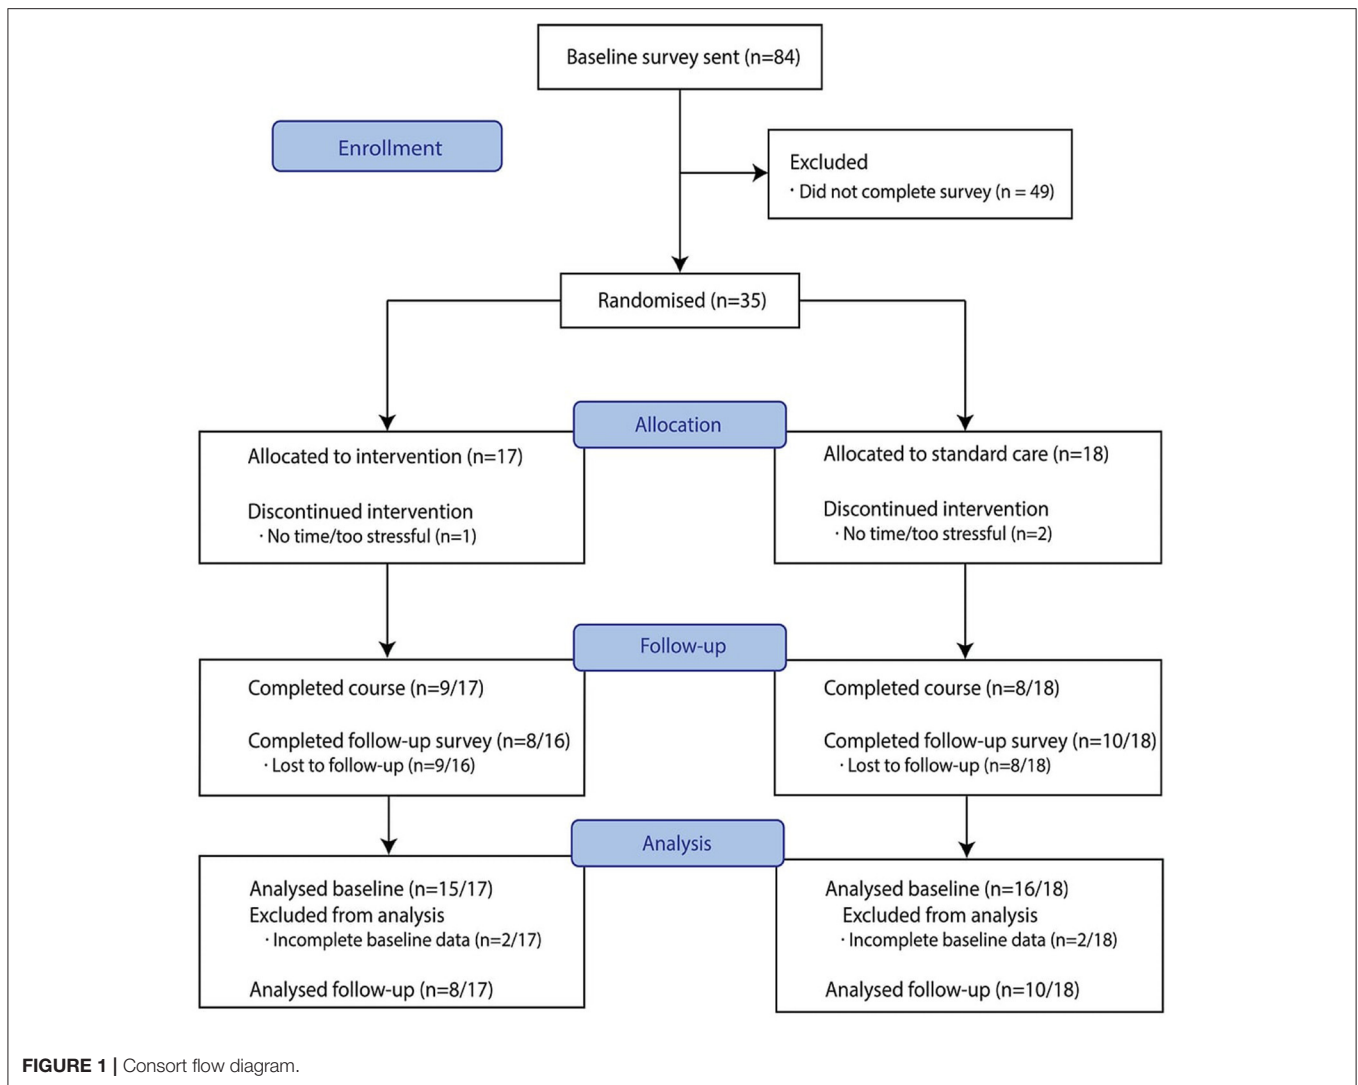 Baseline survey sent (n=84)
Enrollment
Excluded
· Did not complete survey (n = 49)
Randomised (n=35)
Allocation
Allocated to intervention (n=17)
Discontinued intervention
· No time/too stressful (n=1)
Allocated to standard care (n=18)
Discontinued intervention
· No time/too stressful (n=2)
Follow-up
Completed course (n=9/17)
Completed follow-up survey (n=8/16)
· Lost to follow-up (n=9/16)
Completed course (n=8/18)
Completed follow-up survey (n=10/18)
· Lost to follow-up (n=8/18)
Analysis
Analysed baseline (n=15/17)
Excluded from analysis
· Incomplete baseline data (n=2/17)
Analysed follow-up (n=8/17)
Analysed baseline (n=16/18)
Excluded from analysis
· Incomplete baseline data (n=2/18)
Analysed follow-up (n=10/18)
FIGURE 1 | Consort flow diagram.